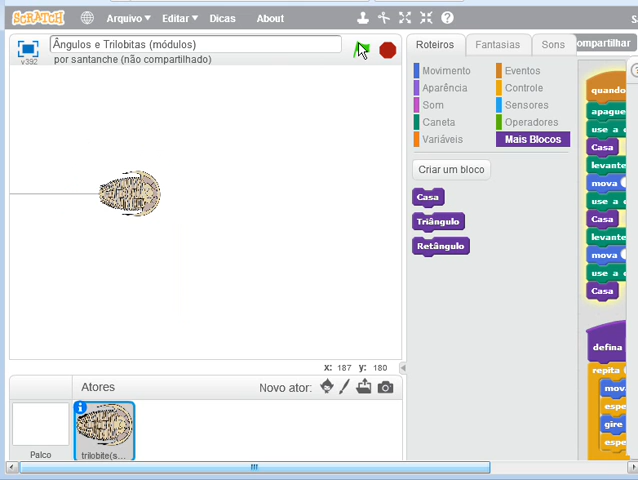 SCRATCH Arquivo Editar Dicas About
Ângulos e Trilobitas (módulos)
por santanche (não compartilhado)
v392
Roteiros Fantasias Sons
ompartilhar
Movimento Eventos
Aparência Controle
Som Sensores
Caneta Operadores
Variáveis Mais Blocos
Criar um bloco
Casa
Triângulo
Retângulo
quando
apague
use a c
Casa
levante
mova
use a c
Casa
levante
mova
use a c
Casa
defina
repita
mov
espe
gire
espe
x: 187 y: 180
Atores Novo ator:
Palco
trilobite(s...